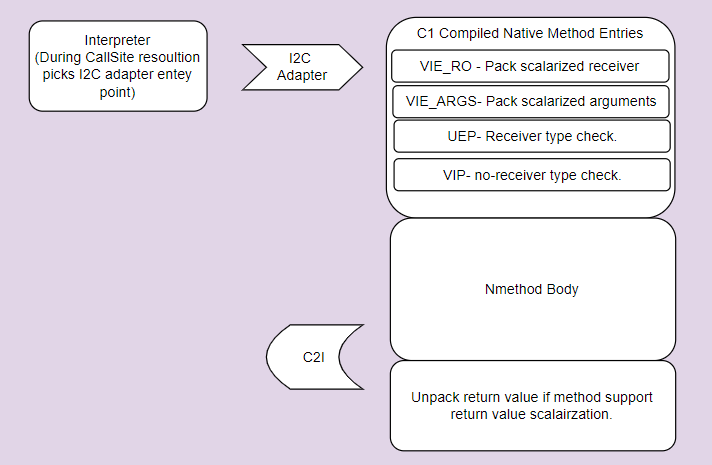 Interpreter
(During CallSite resoultion
picks I2C adapter entey
point)
I2C
Adapter
C1 Compiled Native Method Entries
VIE_RO - Pack scalarized receiver
VIE_ARGS- Pack scalarized arguments
UEP- Receiver type check.
VIP- no-receiver type check.
Nmethod Body
C2I
Unpack return value if method support
return value scalairzation.